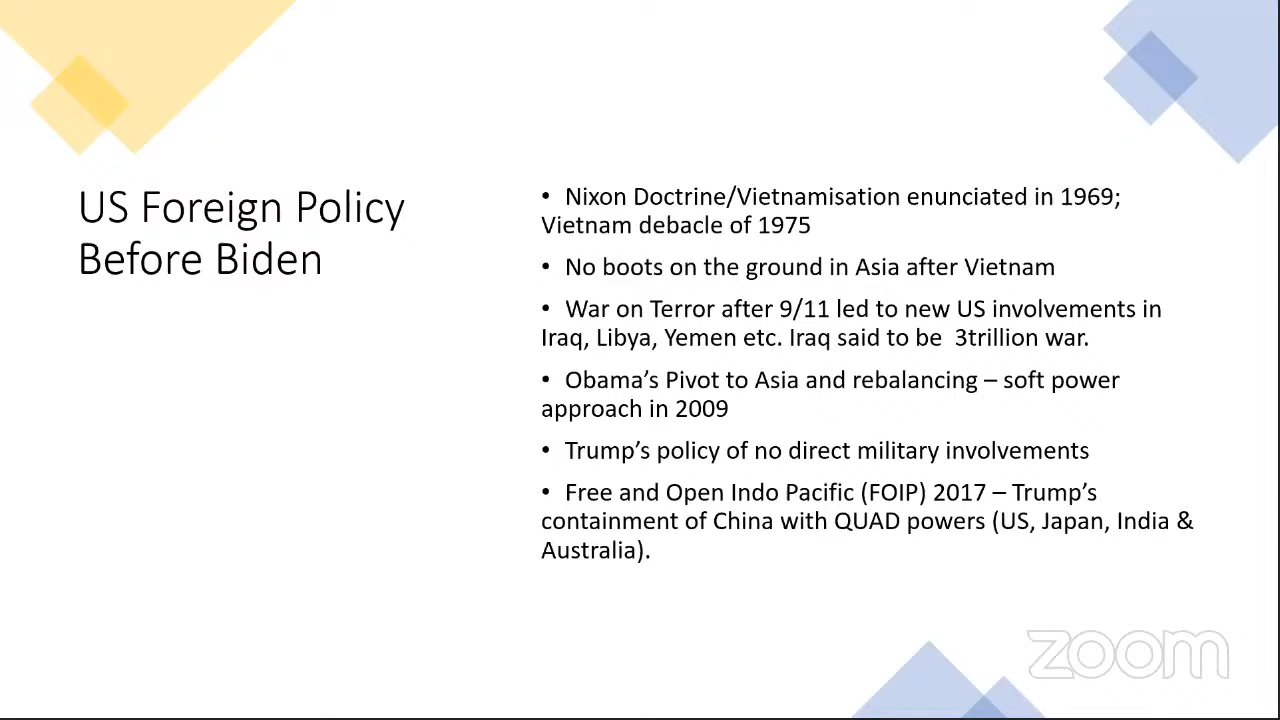 US Foreign Policy
Before Biden
• Nixon Doctrine/Vietnamisation enunciated in 1969;
Vietnam debacle of 1975
• No boots on the ground in Asia after Vietnam
• War on Terror after 9/11 led to new US involvements in
Iraq, Libya, Yemen etc. Iraq said to be  3trillion war.
• Obama’s Pivot to Asia and rebalancing – soft power
approach in 2009
• Trump’s policy of no direct military involvements
• Free and Open Indo Pacific (FOIP) 2017 – Trump’s
containment of China with QUAD powers (US, Japan, India &
Australia).
zoom